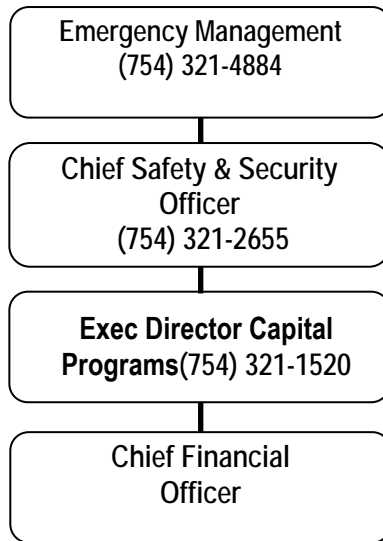 Emergency Management
(754) 321-4884
Chief Safety & Security
Officer
(754) 321-2655
Exec Director Capital
Programs(754) 321-1520
Chief Financial
Officer